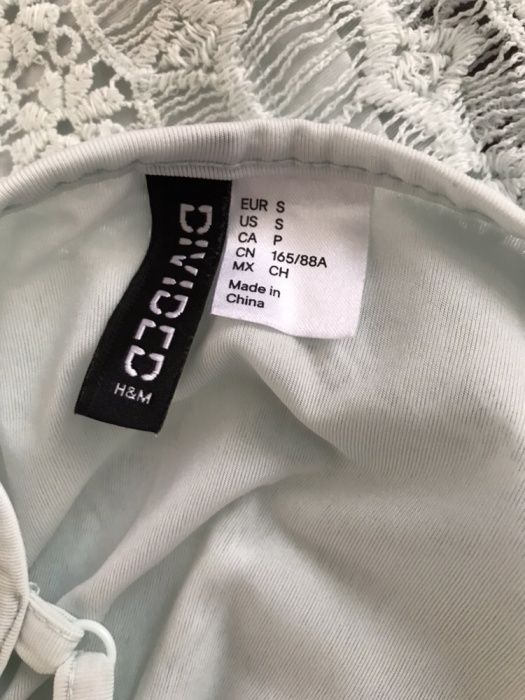 DIVIDED
H&M
EUR S
US S
CA P
CN 165/88A
MX CH
Made in
China